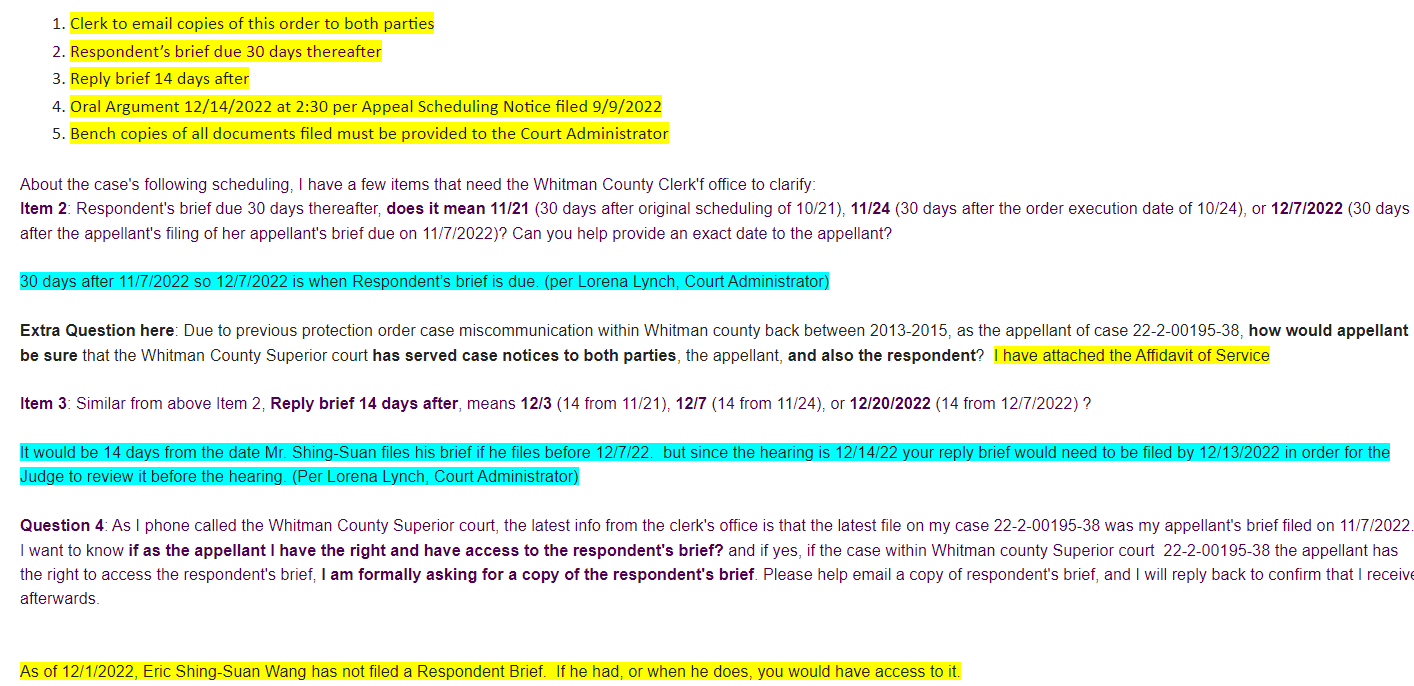 1. Clerk to email copies of this order to both parties
2. Respondent's brief due 30 days thereafter
3. Reply brief 14 days after
4. Oral Argument 12/14/2022 at 2:30 per Appeal Scheduling Notice filed 9/9/2022
5. Bench copies of all documents filed must be provided to the Court Administrator
About the case's following scheduling, I have a few items that need the Whitman County Clerk'f office to clarify:
Item 2: Respondent's brief due 30 days thereafter, does it mean 11/21 (30 days after original scheduling of 10/21), 11/24 (30 days after the order execution date of 10/24), or 12/7/2022 (30 days
after the appellant's filing of her appellant's brief due on 11/7/2022)? Can you help provide an exact date to the appellant?
30 days after 11/7/2022 so 12/7/2022 is when Respondent's brief is due. (per Lorena Lynch, Court Administrator)
Extra Question here: Due to previous protection order case miscommunication within Whitman county back between 2013-2015, as the appellant of case 22-2-00195-38, how would appellant
be sure that the Whitman County Superior court has served case notices to both parties, the appellant, and also the respondent? I have attached the Affidavit of Service
Item 3: Similar from above Item 2, Reply brief 14 days after, means 12/3 (14 from 11/21), 12/7 (14 from 11/24), or 12/20/2022 (14 from 12/7/2022) ?
It would be 14 days from the date Mr. Shing-Suan files his brief if he files before 12/7/22. but since the hearing is 12/14/22 your reply brief would need to be filed by 12/13/2022 in order for the
Judge to review it before the hearing. (Per Lorena Lynch, Court Administrator)
Question 4: As I phone called the Whitman County Superior court, the latest info from the clerk's office is that the latest file on my case 22-2-00195-38 was my appellant's brief filed on 11/7/2022.
I want to know if as the appellant I have the right and have access to the respondent's brief? and if yes, if the case within Whitman county Superior court 22-2-00195-38 the appellant has
the right to access the respondent's brief, I am formally asking for a copy of the respondent's brief. Please help email a copy of respondent's brief, and I will reply back to confirm that I receive
afterwards.
As of 12/1/2022, Eric Shing-Suan Wang has not filed a Respondent Brief. If he had, or when he does, you would have access to it.